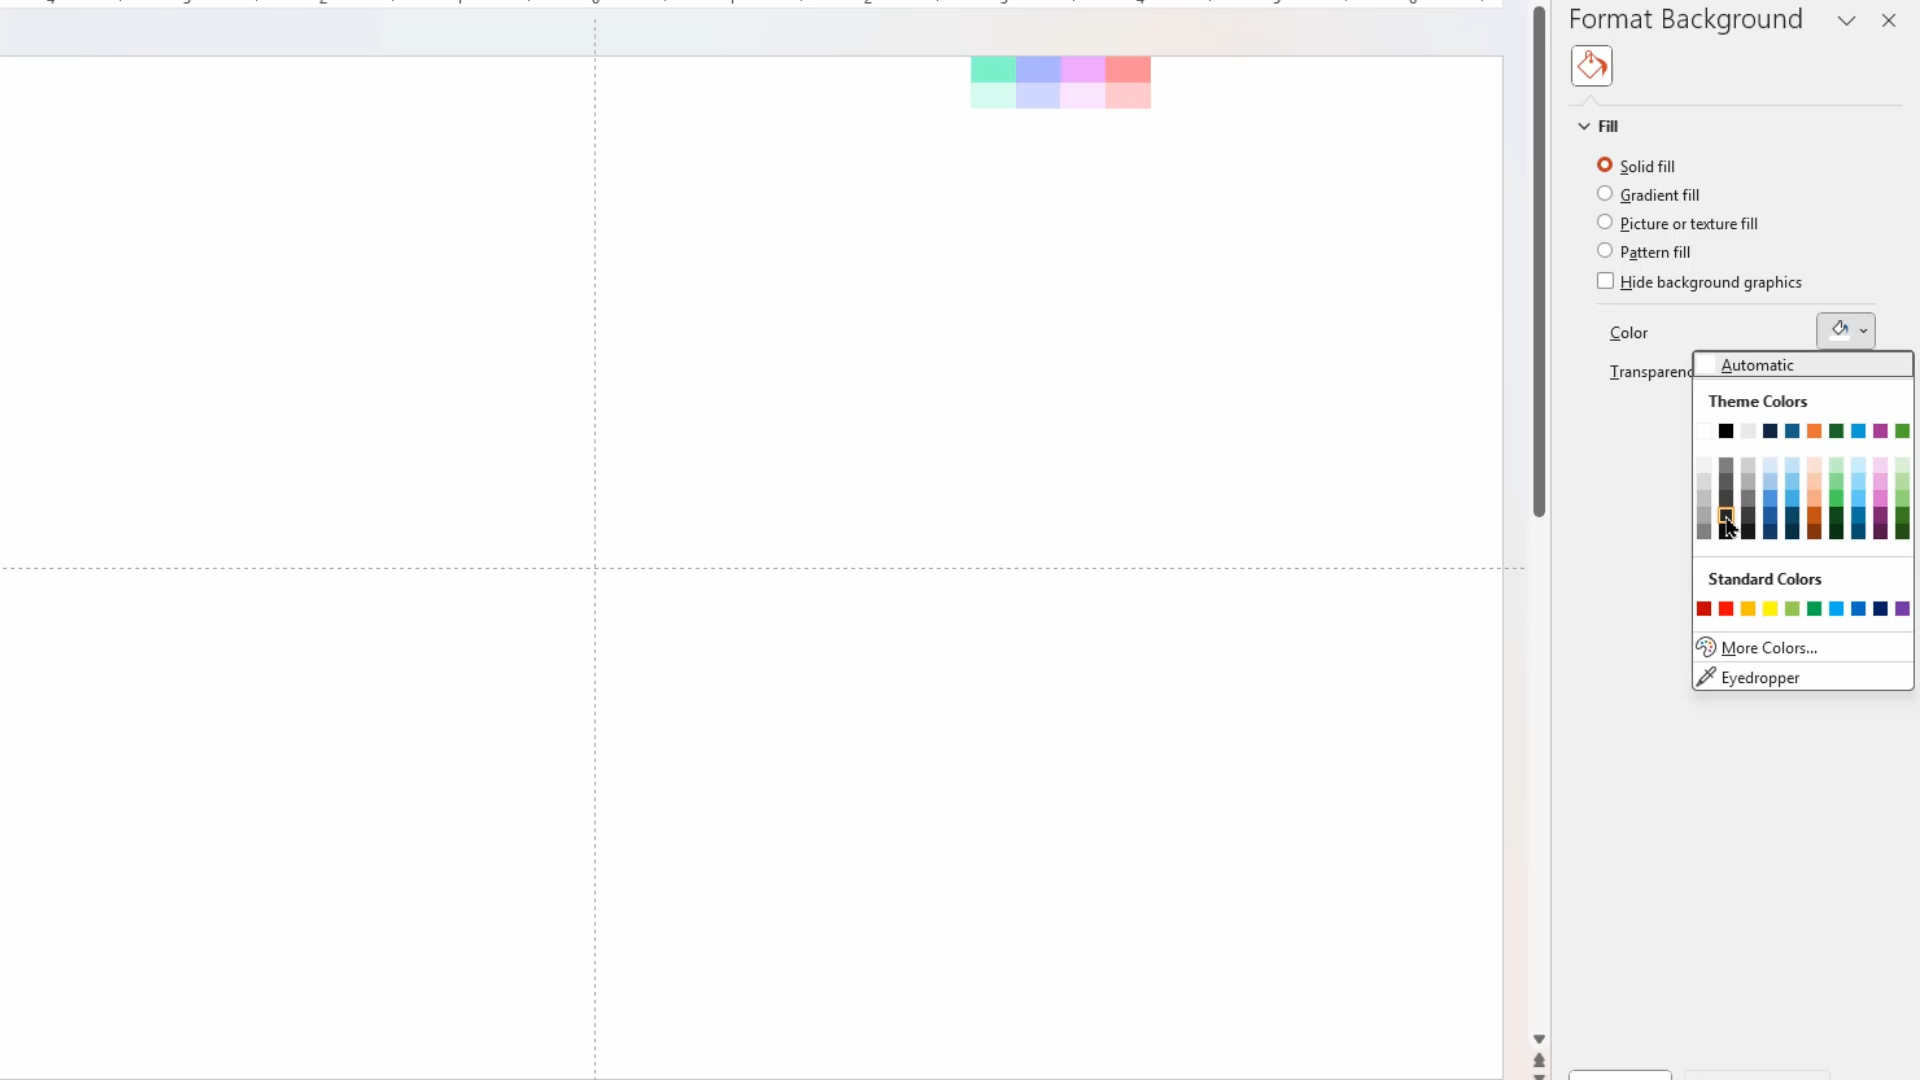 Format Background
Fill
Solid fill
Gradient fill
Picture or texture fill
Pattern fill
Hide background graphics
Color
Transparenc
Automatic
Theme Colors
Standard Colors
More Colors...
Eyedropper